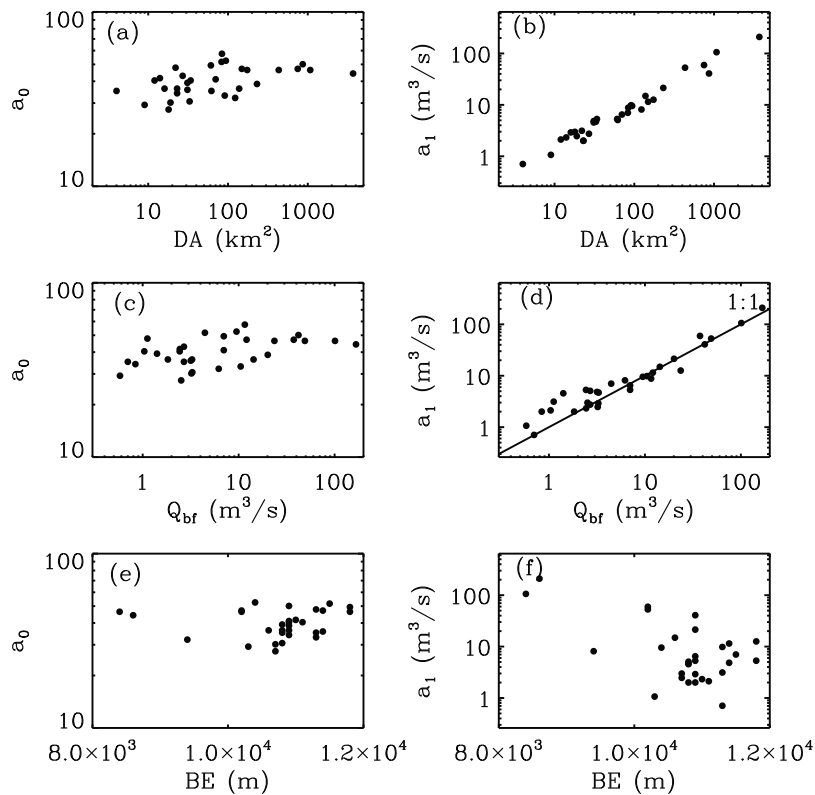 (a)
100
10
a₀
10 100 1000
DA (km²)
(b)
100
10
1
a₁ (m³/s)
10 100 1000
DA (km²)
(c)
100
10
a₀
1 10 100
Q_bf (m³/s)
(d)
1:1
100
10
1
a₁ (m³/s)
1 10 100
Q_bf (m³/s)
(e)
100
10
a₀
8.0×10³ 1.0×10⁴ 1.2×10⁴
BE (m)
(f)
100
10
1
a₁ (m³/s)
8.0×10³ 1.0×10⁴ 1.2×10⁴
BE (m)